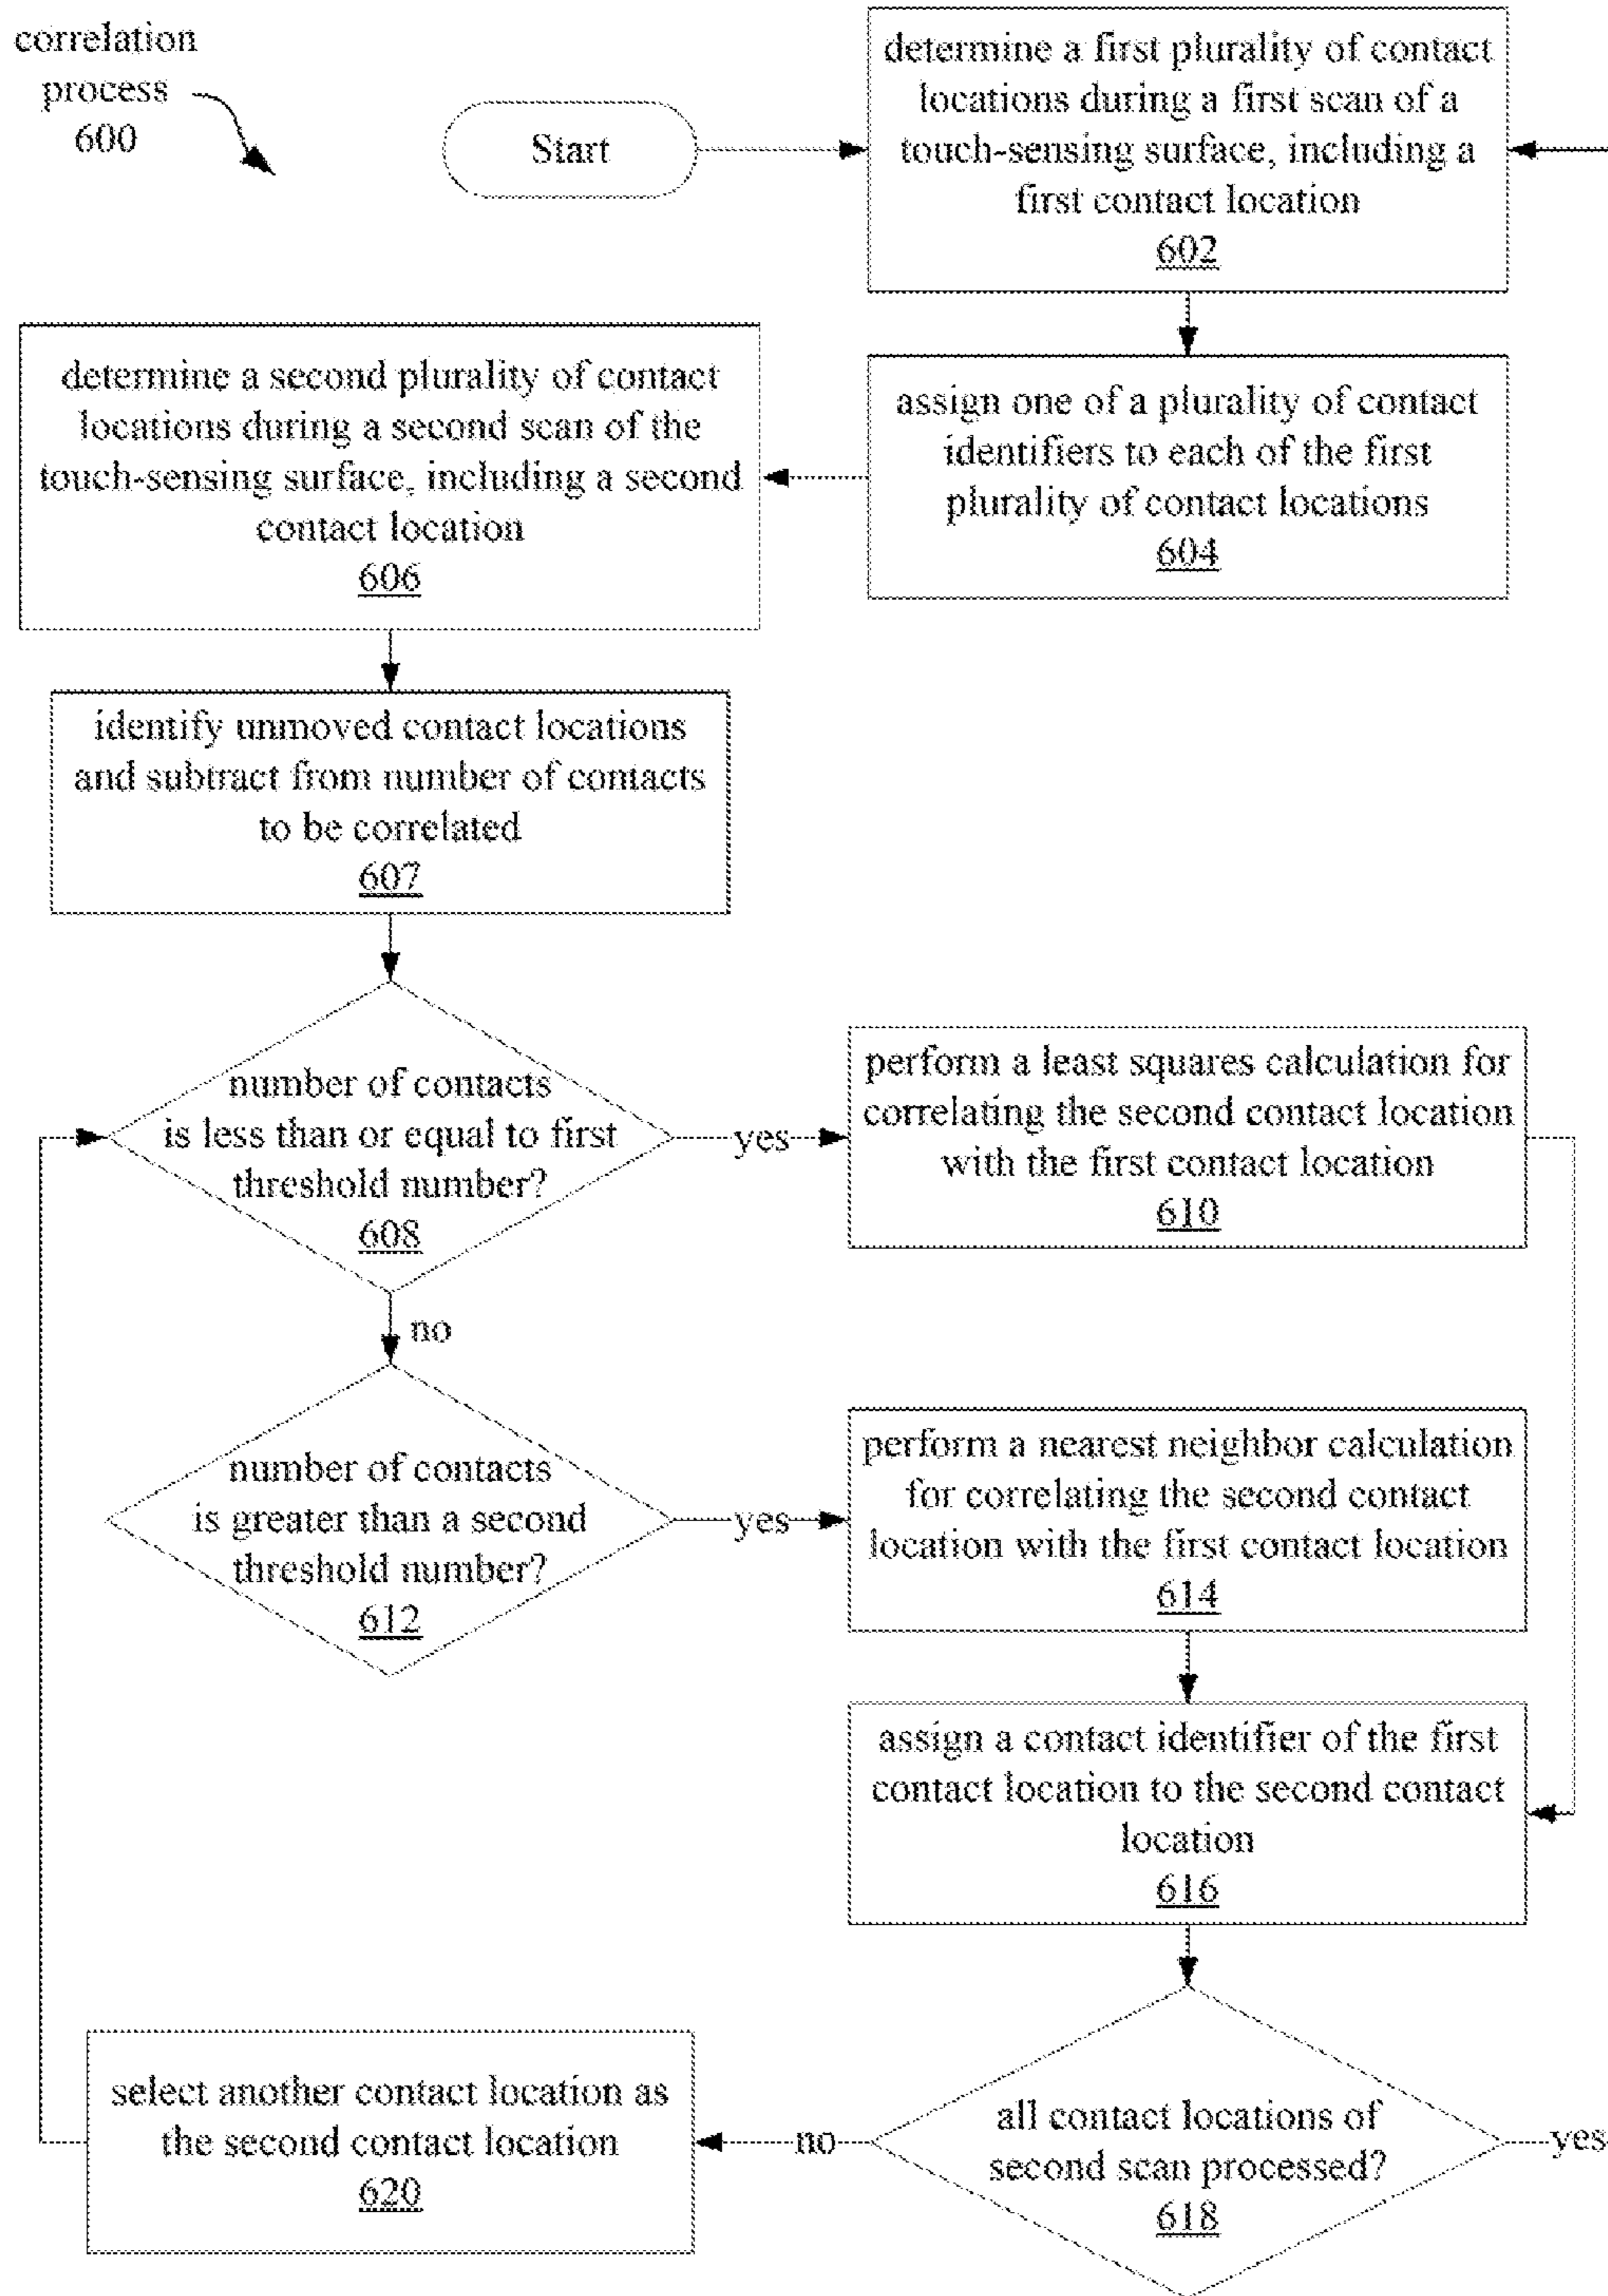 correlation
process
600
Start
determine a first plurality of contact
locations during a first scan of a
touch-sensing surface, including a
first contact location
602
assign one of a plurality of contact
identifiers to each of the first
plurality of contact locations
604
determine a second plurality of contact
locations during a second scan of the
touch-sensing surface, including a second
contact location
606
identify unmoved contact locations
and subtract from number of contacts
to be correlated
607
number of contacts
is less than or equal to first
threshold number?
608
yes
perform a least squares calculation for
correlating the second contact location
with the first contact location
610
no
number of contacts
is greater than a second
threshold number?
612
yes
perform a nearest neighbor calculation
for correlating the second contact
location with the first contact location
614
assign a contact identifier of the first
contact location to the second contact
location
616
all contact locations of
second scan processed?
618
yes
no
select another contact location as
the second contact location
620